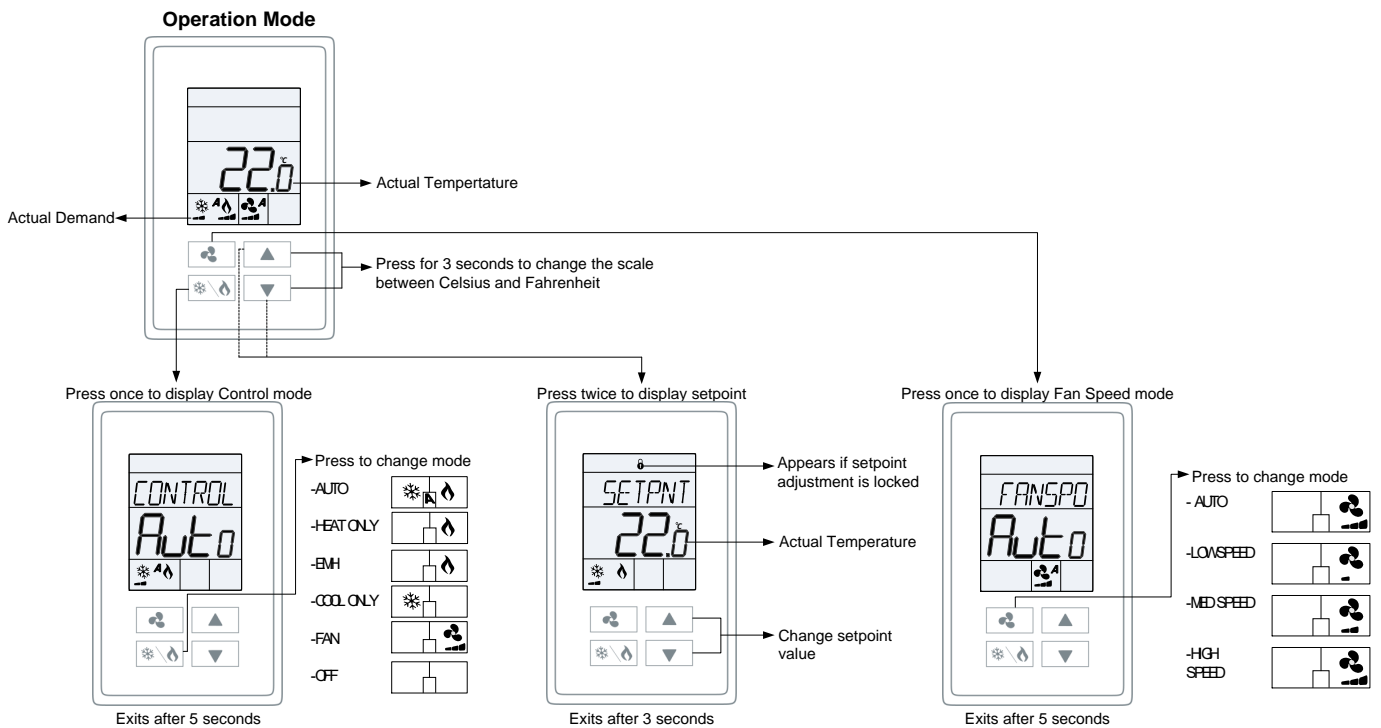 Operation Mode
22.0 °C
Actual Tempertature
Actual Demand
A
A
Press for 3 seconds to change the scale
between Celsius and Fahrenheit
Press once to display Control mode
CONTROL
Auto
A
Press to change mode
-AUTO
A
-HEAT ONLY
-EMH
-COOL ONLY
-FAN
-OFF
Exits after 5 seconds
Press twice to display setpoint
SETPNT
22.0 °C
Appears if setpoint
adjustment is locked
Actual Temperature
Change setpoint
value
Exits after 3 seconds
Press once to display Fan Speed mode
FANSPD
Auto
A
Press to change mode
- AUTO
-LOWSPEED
-MED SPEED
-HIGH
SPEED
Exits after 5 seconds